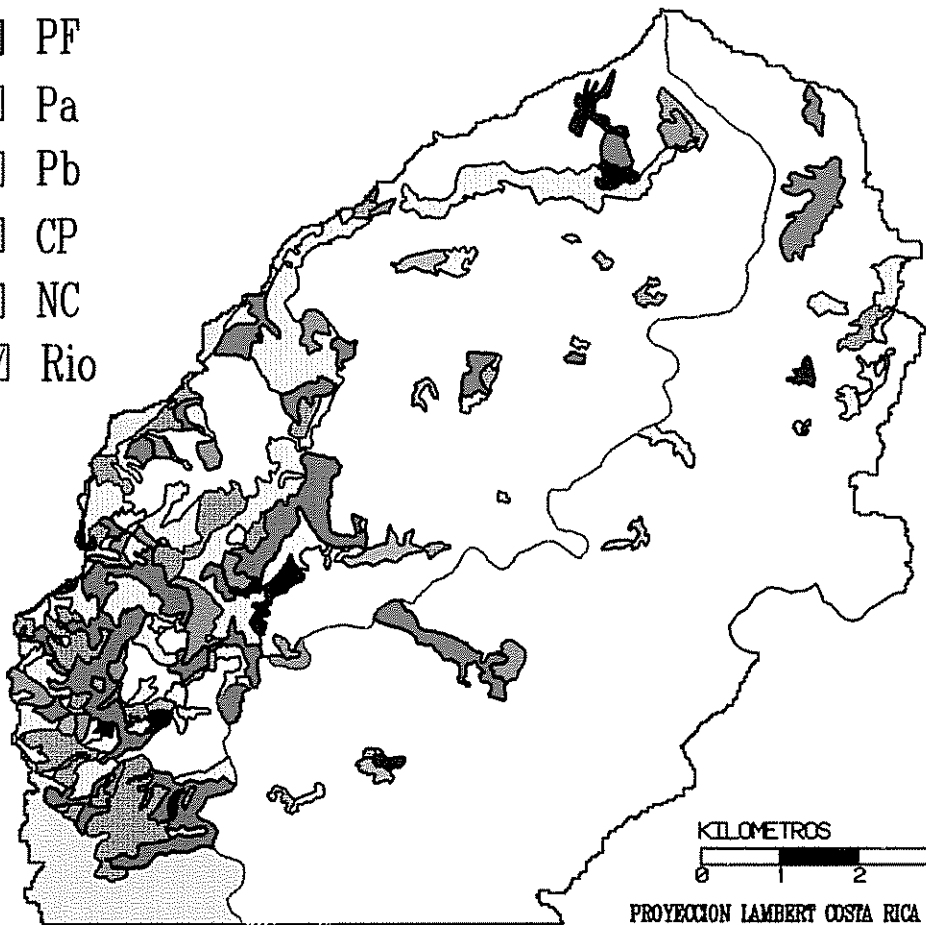 PF
Pa
Pb
CP
NC
Rio
KILOMETROS
0 1 2
PROYECCION LAMBERT COSTA RICA